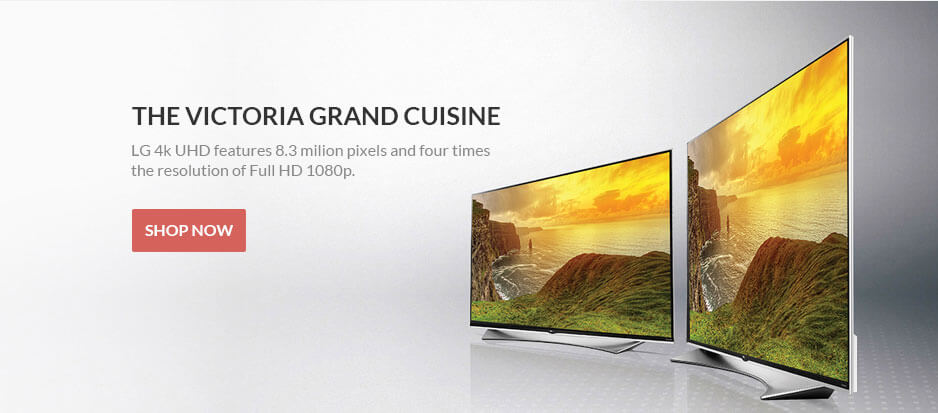 THE VICTORIA GRAND CUISINE
LG 4k UHD features 8.3 milion pixels and four times
the resolution of Full HD 1080p.
SHOP NOW